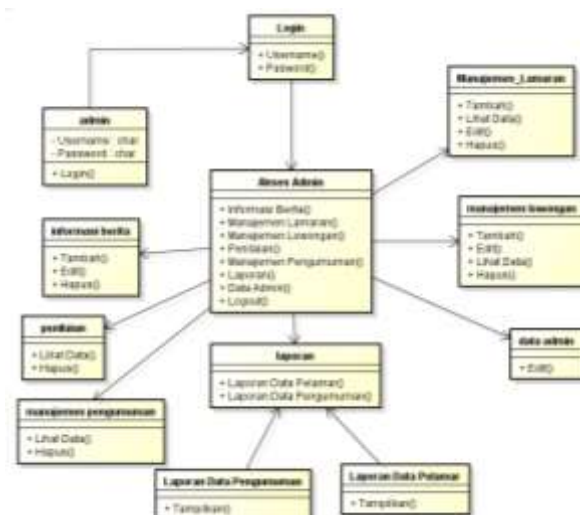 Login
+ Username()
+ Pasword()
admin
- Username : char
- Password : char
+ Login()
Manajemen_Lamaran
+ Tambah()
+ Lihat Data()
+ Edit()
+ Hapus()
Akses Admin
+ Informasi Berita()
+ Manajemen Lamaran()
+ Manajemen Lowongan()
+ Penilaian()
+ Manajemen Pengumuman()
+ Laporan()
+ Data Admin()
+ Logout()
manajemen lowongan
+ Tambah()
+ Edit()
+ Lihat Data()
+ Hapus()
informasi berita
+ Tambah()
+ Edit()
+ Hapus()
penilaian
+ Lihat Data()
+ Hapus()
data admin
+ Edit()
laporan
+ Laporan Data Pelamar()
+ Laporan Data Pengumuman()
manajemen pengumuman
+ Lihat Data()
+ Hapus()
Laporan Data Pengumuman
+ Tampilkan()
Laporan Data Pelamar
+ Tampilkan()